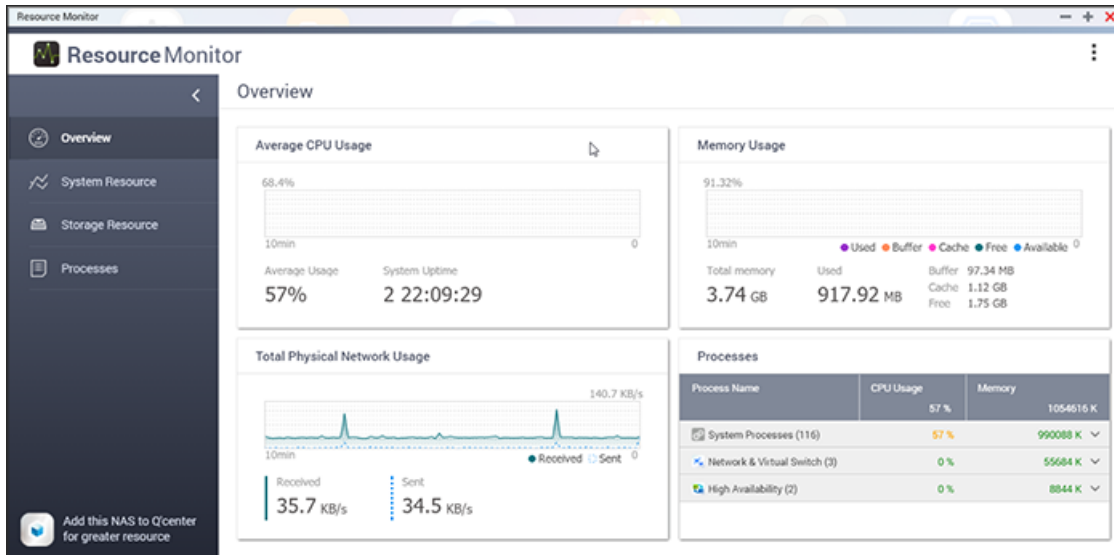 Resource Monitor
Resource Monitor
Overview
Overview
System Resource
Storage Resource
Processes
Add this NAS to Q'center
for greater resource
Average CPU Usage
68.4%
10min 0
Average Usage System Uptime
57% 2 22:09:29
Memory Usage
91.32%
10min Used Buffer Cache Free Available 0
Total memory Used Buffer 97.34 MB
3.74 GB 917.92 MB Cache 1.12 GB
Free 1.75 GB
Total Physical Network Usage
140.7 KB/s
10min Received Sent 0
Received Sent
35.7 KB/s 34.5 KB/s
Processes
Process Name CPU Usage Memory
57 % 1054616 K
System Processes (116) 57 % 990088 K
Network & Virtual Switch (3) 0 % 55684 K
High Availability (2) 0 % 8844 K